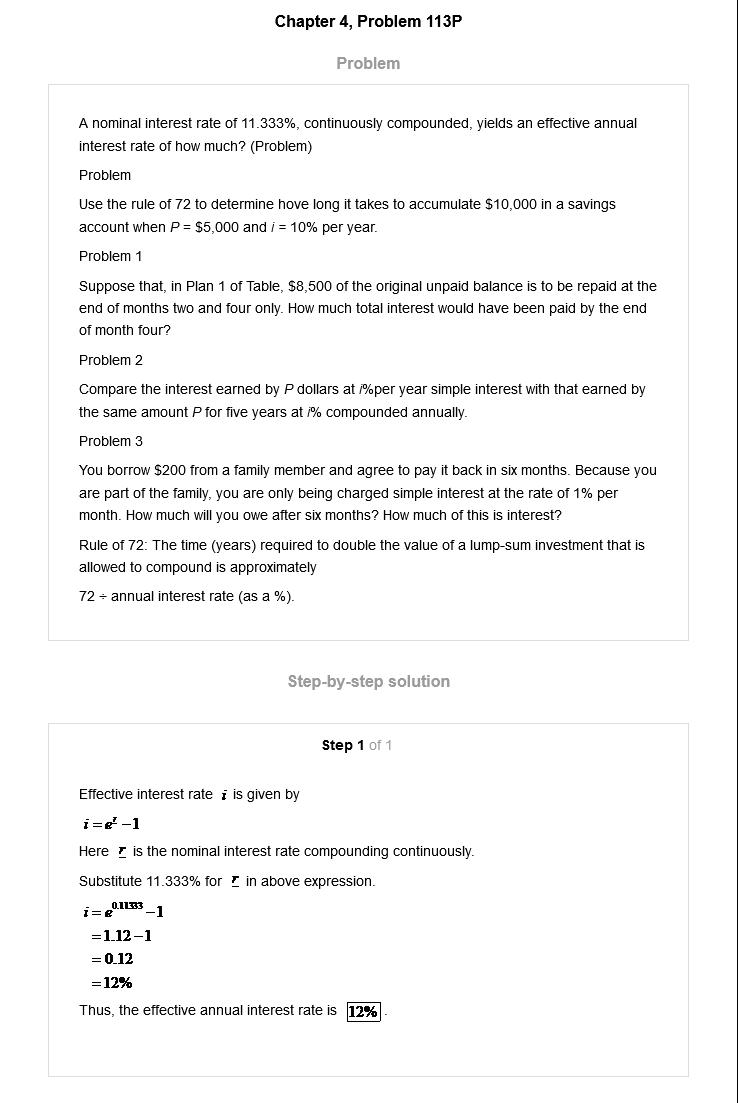 Chapter 4, Problem 113P
Problem
A nominal interest rate of 11.333%, continuously compounded, yields an effective annual
interest rate of how much? (Problem)
Problem
Use the rule of 72 to determine hove long it takes to accumulate $10,000 in a savings
account when P = $5,000 and i = 10% per year.
Problem 1
Suppose that, in Plan 1 of Table, $8,500 of the original unpaid balance is to be repaid at the
end of months two and four only. How much total interest would have been paid by the end
of month four?
Problem 2
Compare the interest earned by P dollars at i%per year simple interest with that earned by
the same amount P for five years at i% compounded annually.
Problem 3
You borrow $200 from a family member and agree to pay it back in six months. Because you
are part of the family, you are only being charged simple interest at the rate of 1% per
month. How much will you owe after six months? How much of this is interest?
Rule of 72: The time (years) required to double the value of a lump-sum investment that is
allowed to compound is approximately
72 ÷ annual interest rate (as a %).
Step-by-step solution
Step 1 of 1
Effective interest rate i is given by
i = e^r − 1
Here r is the nominal interest rate compounding continuously.
Substitute 11.333% for r in above expression.
i = e^0.11333 − 1
= 1.12 − 1
= 0.12
= 12%
Thus, the effective annual interest rate is 12% .